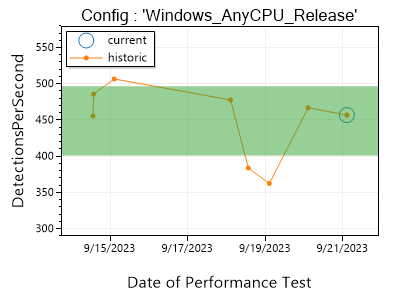 Config : 'Windows_AnyCPU_Release'
current
historic
DetectionsPerSecond
550
500
450
400
350
300
9/15/2023
9/17/2023
9/19/2023
9/21/2023
Date of Performance Test